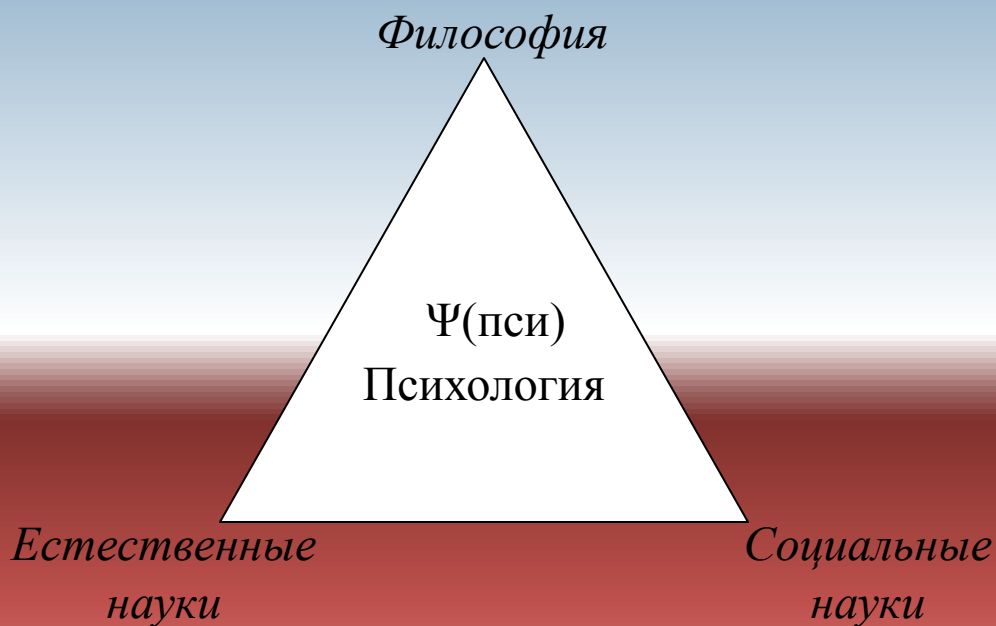 Философия
Ψ(пси)
Психология
Естественные
науки
Социальные
науки